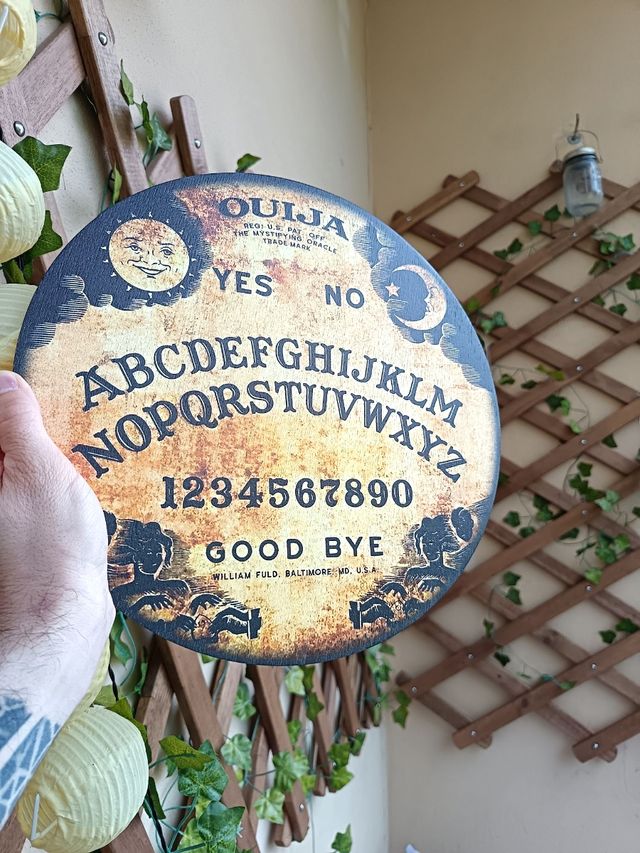 OUIJA
REG! U.S. PAT. OFF.
THE MYSTIFYING ORACLE
TRADE MARK
YES NO
ABCDEFGHIJKLM
NOPQRSTUVWXYZ
1234567890
GOOD BYE
WILLIAM FULD, BALTIMORE, MD, U.S.A.